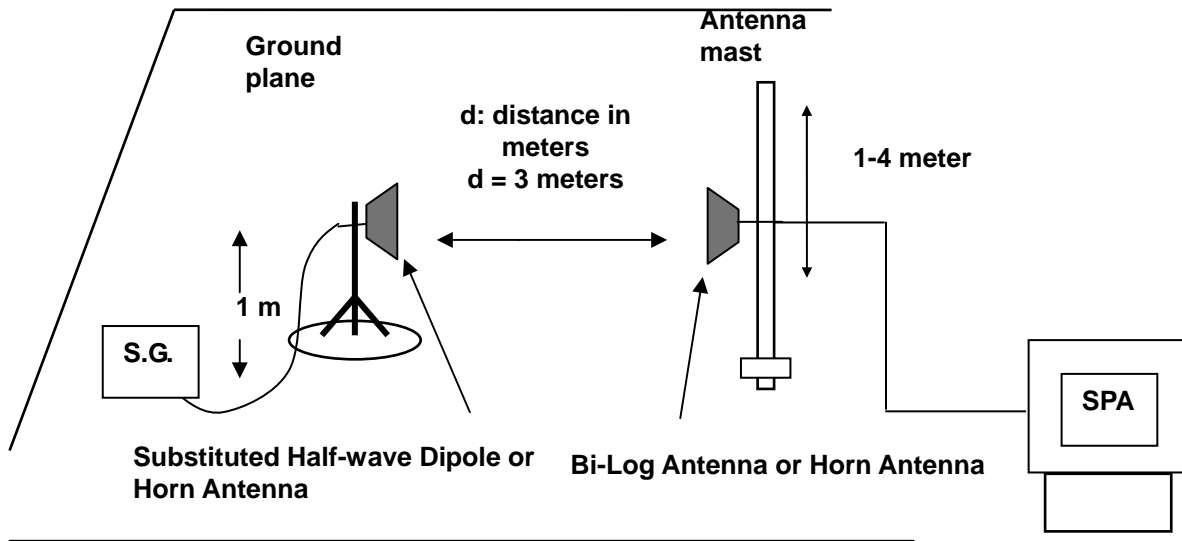 Ground
plane
Antenna
mast
d: distance in
meters
d = 3 meters
1-4 meter
1 m
S.G.
SPA
Substituted Half-wave Dipole or
Horn Antenna
Bi-Log Antenna or Horn Antenna